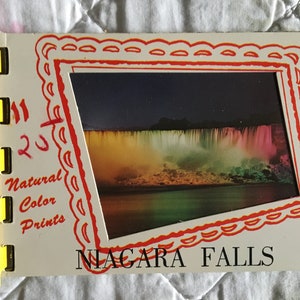 11
20¢
Natural
Color
Prints
NIAGARA FALLS